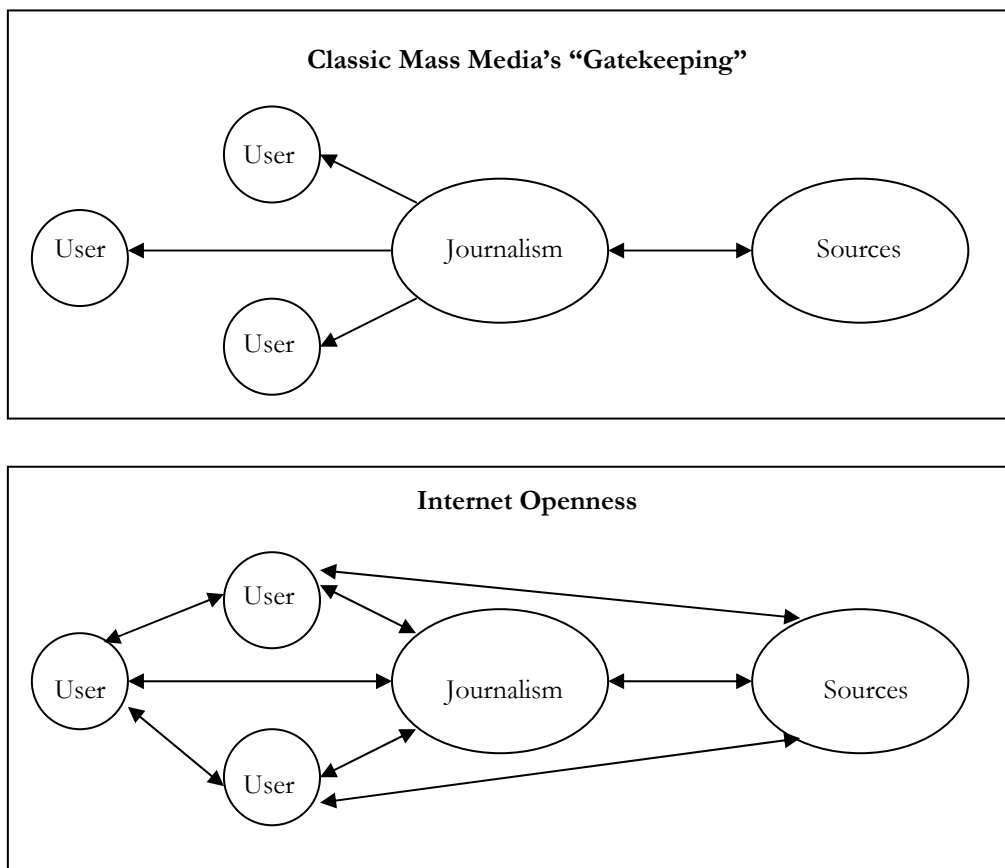 Classic Mass Media’s “Gatekeeping”
User
User
Journalism
Sources
User
Internet Openness
User
User
Journalism
Sources
User